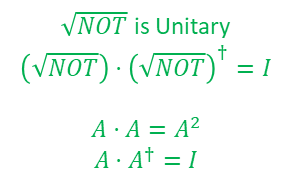 √NOT is Unitary
(√NOT) · (√NOT)† = I
A · A = A²
A · A† = I